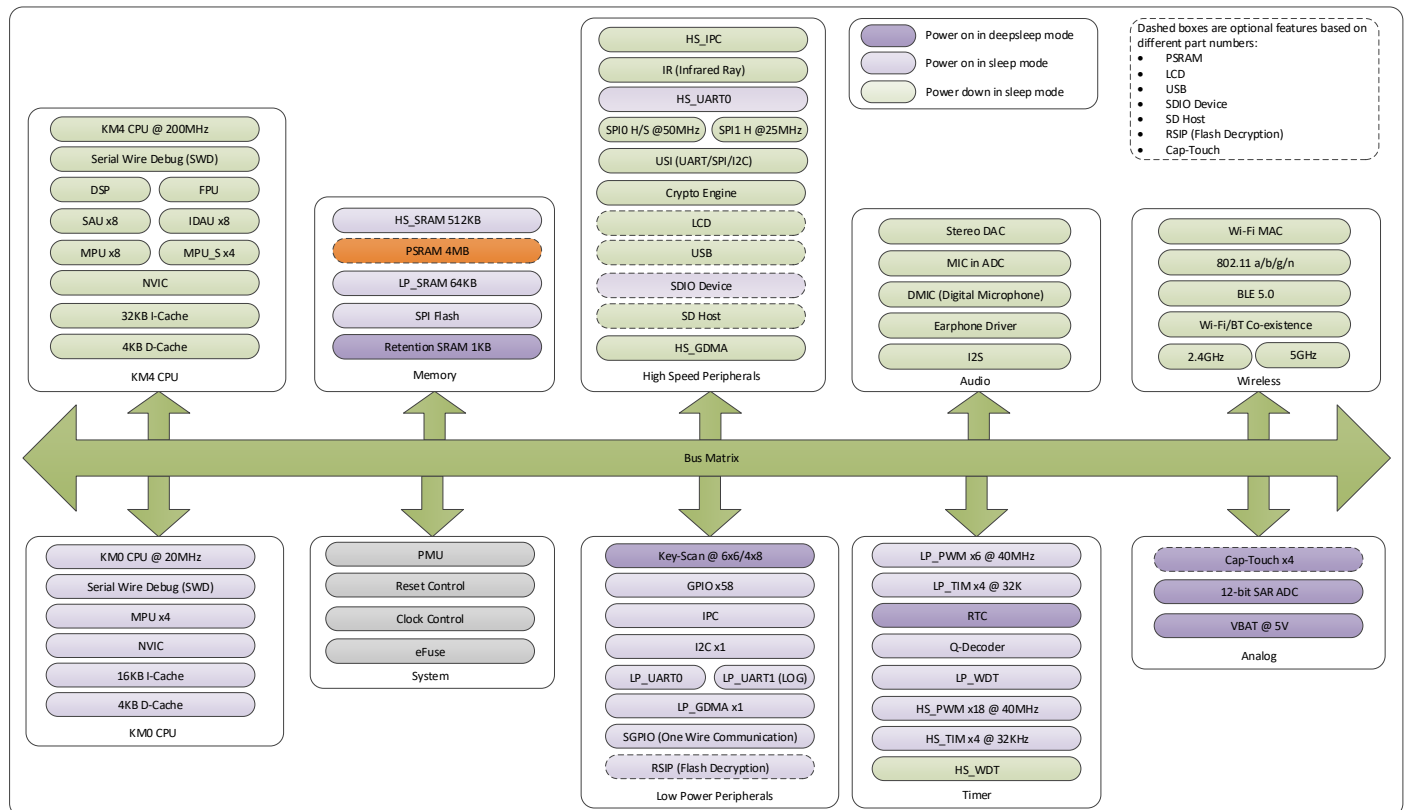 HS_IPC
IR (Infrared Ray)
HS_UART0
SPI0 H/S @50MHz
SPI1 H @25MHz
USI (UART/SPI/I2C)
Crypto Engine
LCD
USB
SDIO Device
SD Host
HS_GDMA
High Speed Peripherals
Power on in deepsleep mode
Power on in sleep mode
Power down in sleep mode
Dashed boxes are optional features based on
different part numbers:
• PSRAM
• LCD
• USB
• SDIO Device
• SD Host
• RSIP (Flash Decryption)
• Cap-Touch
KM4 CPU @ 200MHz
Serial Wire Debug (SWD)
DSP
FPU
SAU x8
IDAU x8
MPU x8
MPU_S x4
NVIC
32KB I-Cache
4KB D-Cache
KM4 CPU
HS_SRAM 512KB
PSRAM 4MB
LP_SRAM 64KB
SPI Flash
Retention SRAM 1KB
Memory
Stereo DAC
MIC in ADC
DMIC (Digital Microphone)
Earphone Driver
I2S
Audio
Wi-Fi MAC
802.11 a/b/g/n
BLE 5.0
Wi-Fi/BT Co-existence
2.4GHz
5GHz
Wireless
Bus Matrix
KM0 CPU @ 20MHz
Serial Wire Debug (SWD)
MPU x4
NVIC
16KB I-Cache
4KB D-Cache
KM0 CPU
PMU
Reset Control
Clock Control
eFuse
System
Key-Scan @ 6x6/4x8
GPIO x58
IPC
I2C x1
LP_UART0
LP_UART1 (LOG)
LP_GDMA x1
SGPIO (One Wire Communication)
RSIP (Flash Decryption)
Low Power Peripherals
LP_PWM x6 @ 40MHz
LP_TIM x4 @ 32K
RTC
Q-Decoder
LP_WDT
HS_PWM x18 @ 40MHz
HS_TIM x4 @ 32KHz
HS_WDT
Timer
Cap-Touch x4
12-bit SAR ADC
VBAT @ 5V
Analog